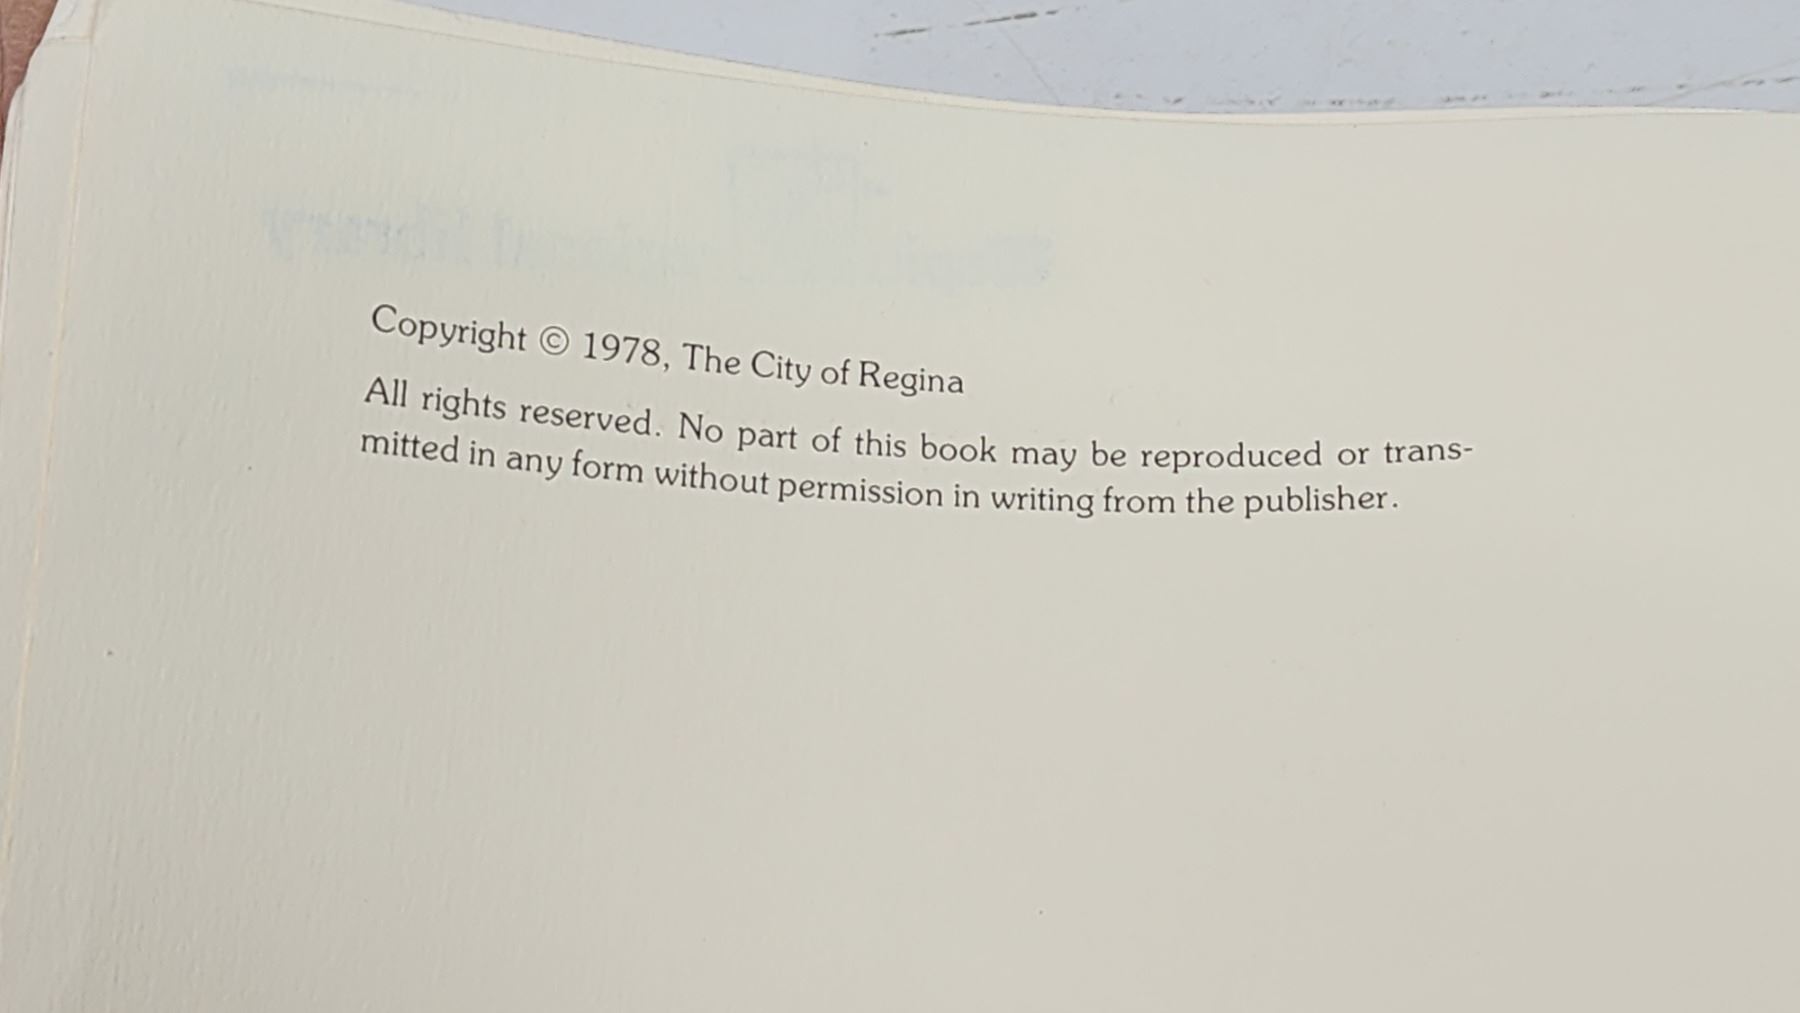 Copyright © 1978, The City of Regina
All rights reserved. No part of this book may be reproduced or trans-
mitted in any form without permission in writing from the publisher.